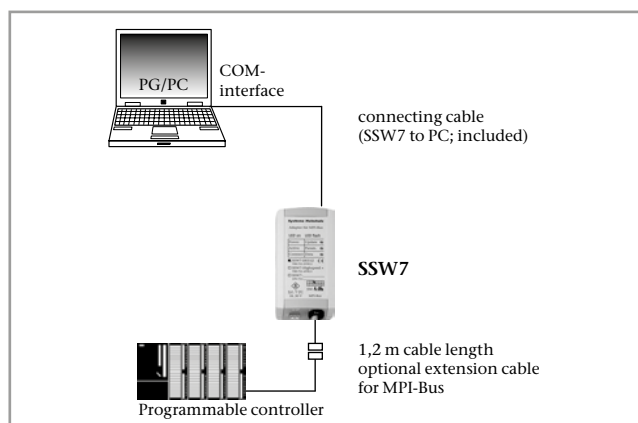 PG/PC
COM-
interface
connecting cable
(SSW7 to PC; included)
SSW7
1,2 m cable length
optional extension cable
for MPI-Bus
Programmable controller